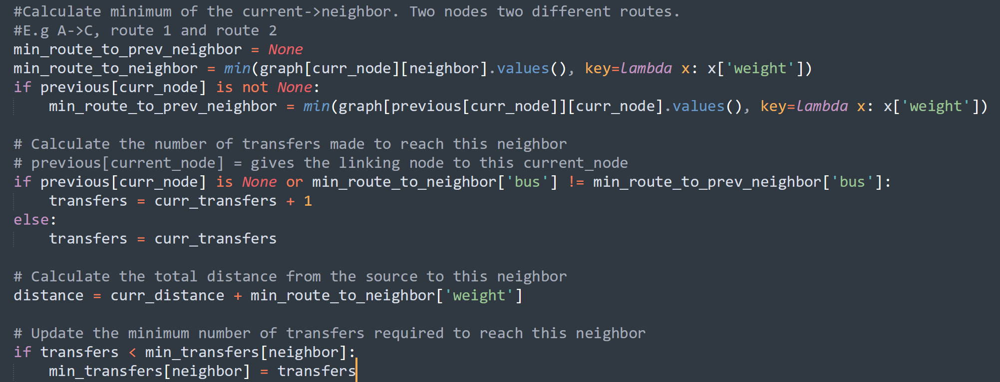 #Calculate minimum of the current->neighbor. Two nodes two different routes.
#E.g A->C, route 1 and route 2
min_route_to_prev_neighbor = None
min_route_to_neighbor = min(graph[curr_node][neighbor].values(), key=lambda x: x['weight'])
if previous[curr_node] is not None:
    min_route_to_prev_neighbor = min(graph[previous[curr_node]][curr_node].values(), key=lambda x: x['weight'])
# Calculate the number of transfers made to reach this neighbor
# previous[current_node] = gives the linking node to this current_node
if previous[curr_node] is None or min_route_to_neighbor['bus'] != min_route_to_prev_neighbor['bus']:
    transfers = curr_transfers + 1
else:
    transfers = curr_transfers
# Calculate the total distance from the source to this neighbor
distance = curr_distance + min_route_to_neighbor['weight']
# Update the minimum number of transfers required to reach this neighbor
if transfers < min_transfers[neighbor]:
    min_transfers[neighbor] = transfers